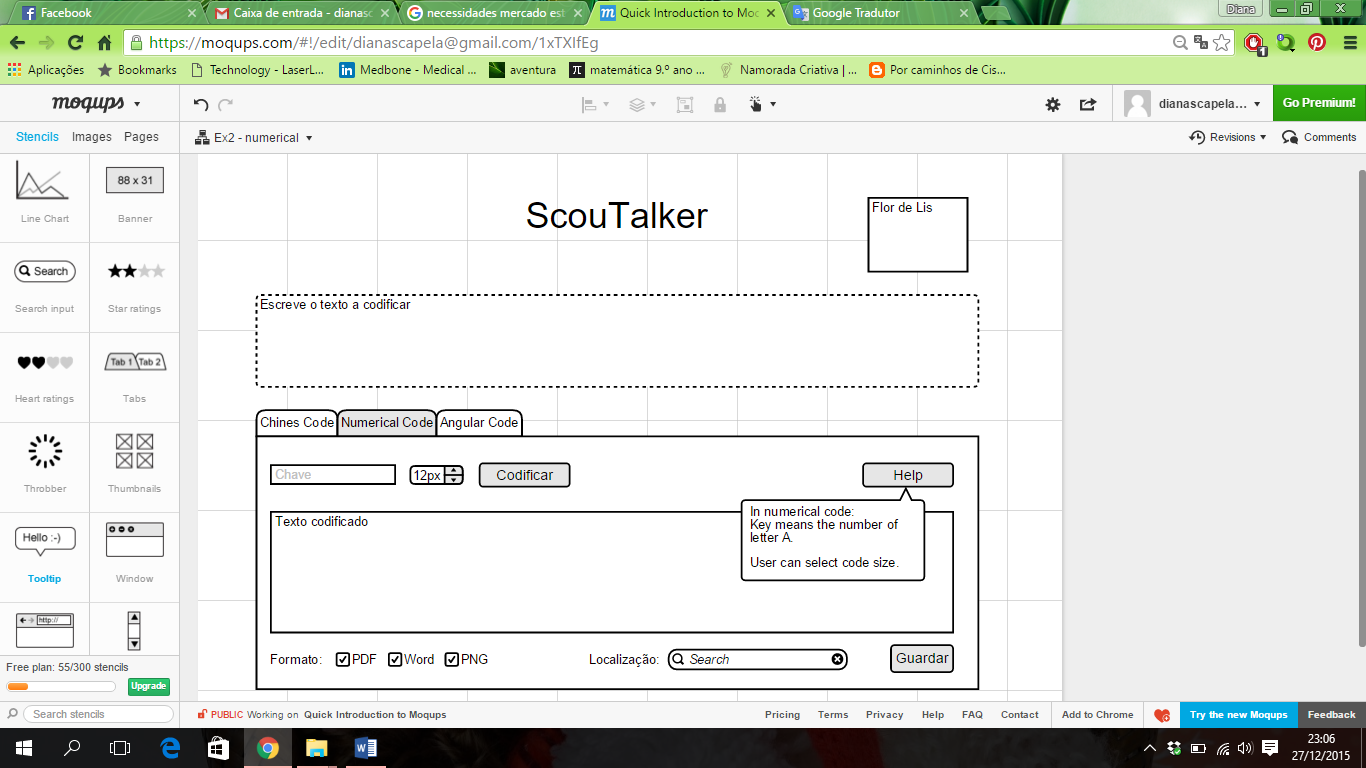 Facebook
Caixa de entrada - dianasc
necessidades mercado est
Quick Introduction to Moc
Google Tradutor
Diana
https://moqups.com/#!/edit/dianascapela@gmail.com/1xTXIfEg
1
Aplicações
Bookmarks
Technology - LaserL...
Medbone - Medical ...
aventura
matemática 9.º ano ...
Namorada Criativa | ...
Por caminhos de Cis...
moqups
dianascapela...
Go Premium!
Stencils Images Pages
Ex2 - numerical
Revisions
Comments
Line Chart
88 x 31
Banner
Search
Search input
Star ratings
Heart ratings
Tab 1 Tab 2
Tabs
Throbber
Thumbnails
Hello :-)
Tooltip
Window
http://
Free plan: 55/300 stencils
Upgrade
Search stencils
ScouTalker
Flor de Lis
Escreve o texto a codificar
Chines Code
Numerical Code
Angular Code
Chave
12px
Codificar
Help
In numerical code:
Key means the number of
letter A.
User can select code size.
Texto codificado
Formato:
PDF
Word
PNG
Localização:
Search
Guardar
PUBLIC Working on Quick Introduction to Moqups
Pricing
Terms
Privacy
Help
FAQ
Contact
Add to Chrome
Try the new Moqups
Feedback
23:06
27/12/2015